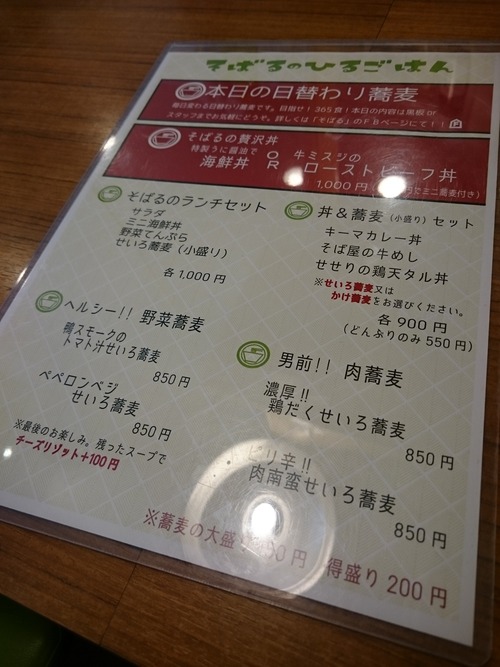 そばるのひるごはん
本日の日替わり蕎麦
毎日変わる日替わり蕎麦です。目指せ！365食！本日の内容は黒板or
スタッフまでお気軽にどうぞ。詳しくは「そばる」のFBページにて！！
そばるの贅沢丼
特製うに醤油で
海鮮丼
OR
牛ミスジの
ローストビーフ丼
1,000円
でミニ蕎麦付き）
そばるのランチセット
サラダ
ミニ海鮮丼
野菜てんぷら
せいろ蕎麦（小盛り）
各1,000円
丼＆蕎麦（小盛り）セット
キーマカレー丼
そば屋の牛めし
せせりの鶏天タル丼
※せいろ蕎麦又は
かけ蕎麦をお選びください。
各900円
（どんぶりのみ550円）
ヘルシー!! 野菜蕎麦
鴨スモークの
トマト汁せいろ蕎麦
850円
ペペロンベジ
せいろ蕎麦
850円
※最後のお楽しみ。残ったスープで
チーズリゾット+100円
男前!! 肉蕎麦
濃厚!!
鶏だくせいろ蕎麦
850円
ピリ辛!!
肉南蛮せいろ蕎麦
850円
※蕎麦の大盛り 00円 得盛り200円